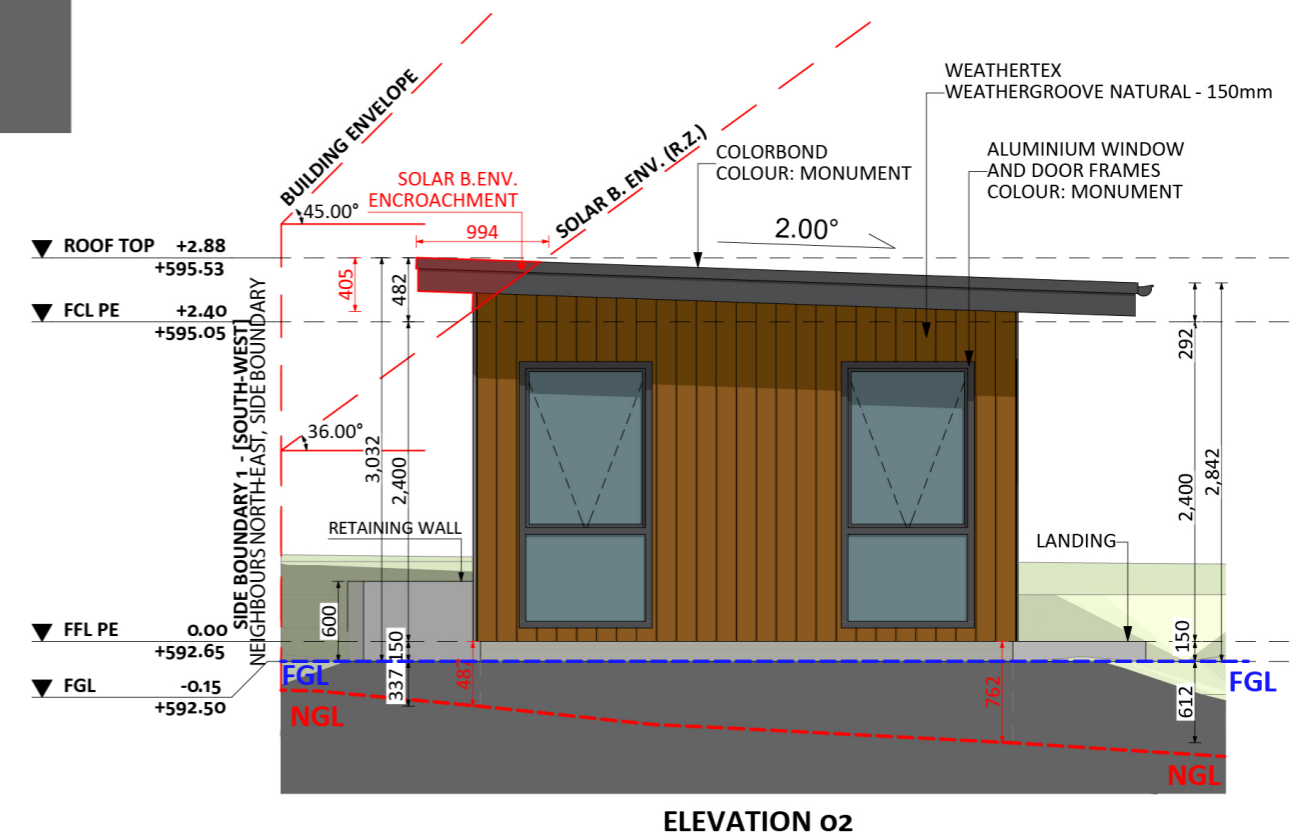 WEATHERTEX
WEATHERGROOVE NATURAL - 150mm
BUILDING ENVELOPE
SOLAR B. ENV. (R.Z.)
COLORBOND
COLOUR: MONUMENT
ALUMINIUM WINDOW
AND DOOR FRAMES
COLOUR: MONUMENT
SOLAR B.ENV.
ENCROACHMENT
45.00°
994
2.00°
ROOF TOP +2.88
+595.53
405
482
FCL PE +2.40
+595.05
292
36.00°
SIDE BOUNDARY 1 - [SOUTH-WEST]
NEIGHBOURS NORTH-EAST, SIDE BOUNDARY
3,032
2,400
2,400
2,842
RETAINING WALL
LANDING
600
FFL PE 0.00
+592.65
150
150
FGL -0.15
+592.50
FGL
FGL
337
487
762
612
NGL
NGL
ELEVATION 02